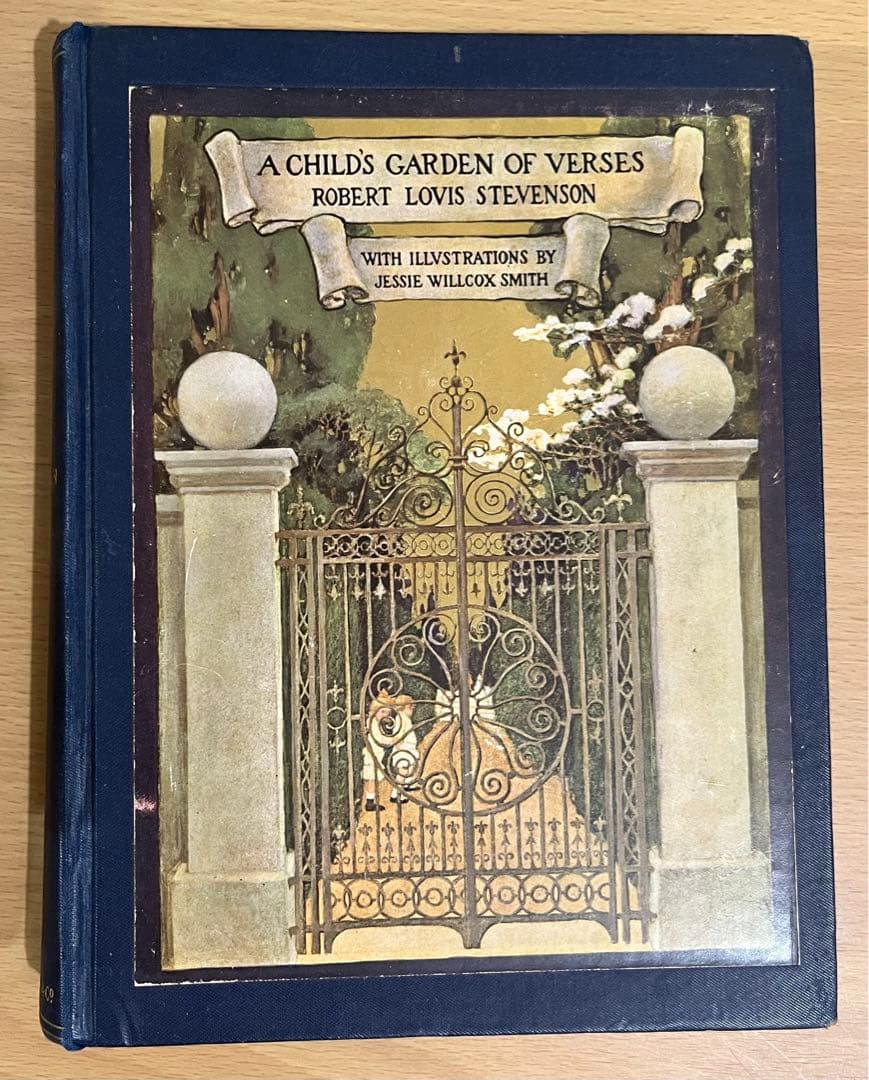 A CHILD'S GARDEN OF VERSES
ROBERT LOVIS STEVENSON
WITH ILLVSTRATIONS BY
JESSIE WILLCOX SMITH